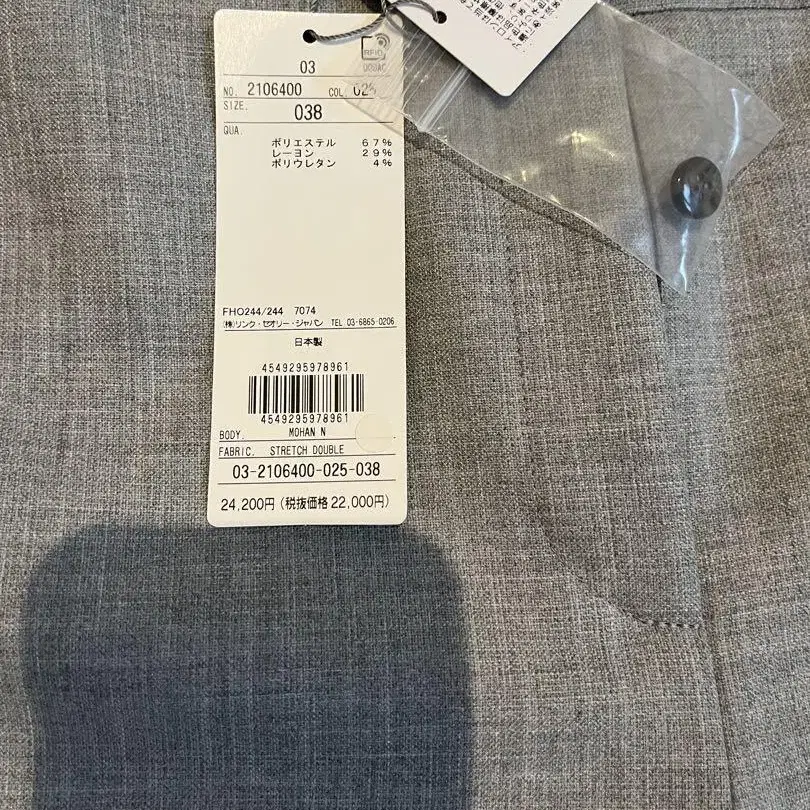 RFID
03
NO. 2106400 COL. 025
SIZE. 038
QUA.
ポリエステル 67%
レーヨン 29%
ポリウレタン 4%
FHO244/244 7074
(株)リンク・セオリー・ジャパン TEL 03-6865-0206
日本製
4549295978961
4549295978961
BODY. MOHAN N
FABRIC. STRETCH DOUBLE
03-2106400-025-038
24,200円(税抜価格22,000円)